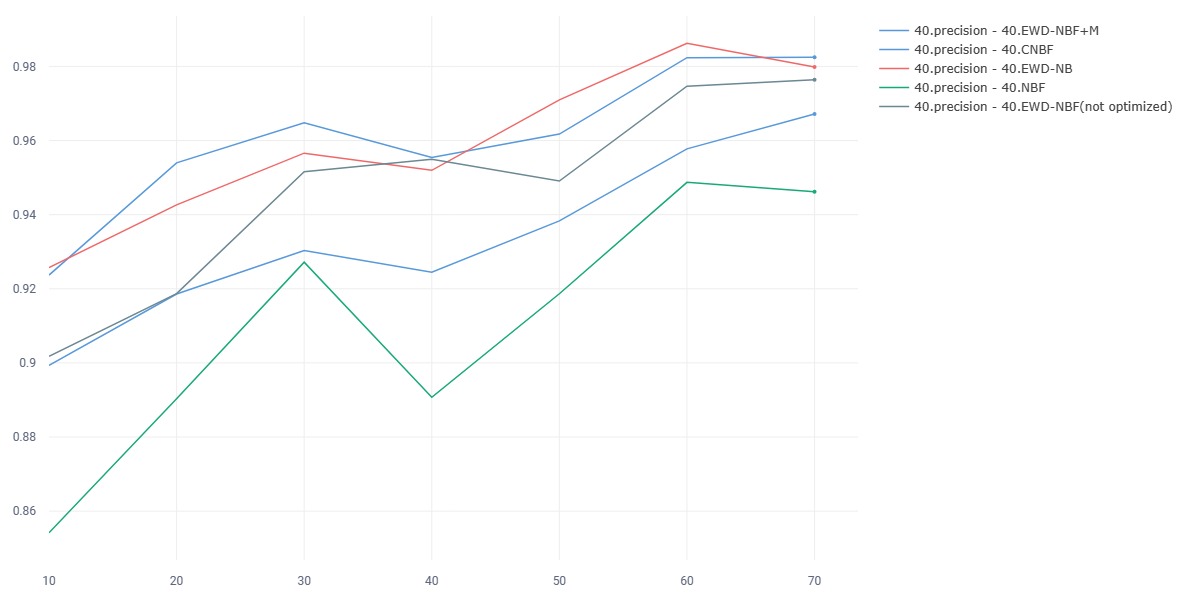 40.precision - 40.EWD-NBF+M
40.precision - 40.CNBF
40.precision - 40.EWD-NB
40.precision - 40.NBF
40.precision - 40.EWD-NBF(not optimized)
0.98
0.96
0.94
0.92
0.9
0.88
0.86
10 20 30 40 50 60 70